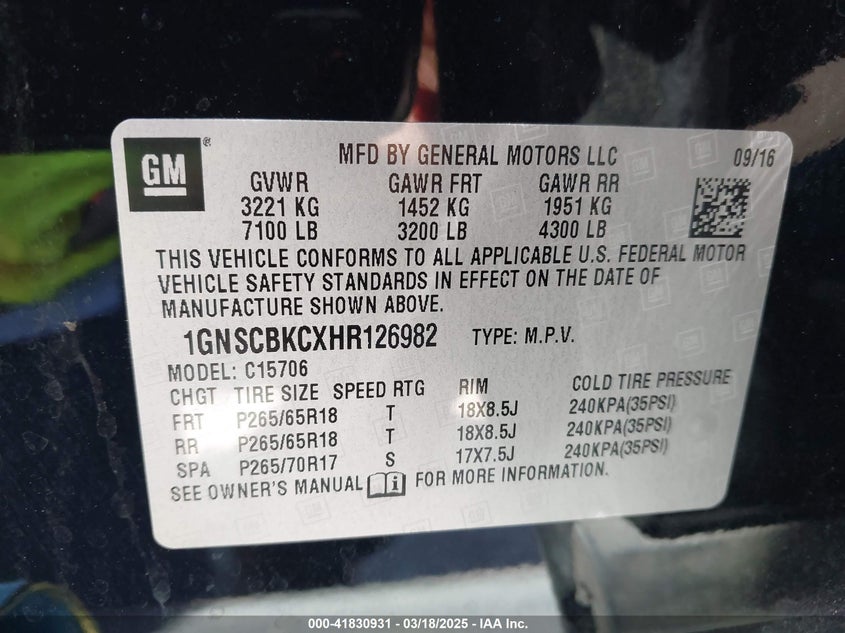 GM ®
MFD BY GENERAL MOTORS LLC 09/16
GVWR GAWR FRT GAWR RR
3221 KG 1452 KG 1951 KG
7100 LB 3200 LB 4300 LB
THIS VEHICLE CONFORMS TO ALL APPLICABLE U.S. FEDERAL MOTOR
VEHICLE SAFETY STANDARDS IN EFFECT ON THE DATE OF
MANUFACTURE SHOWN ABOVE.
1GNSCBKCXHR126982 TYPE: M.P.V.
MODEL: C15706
CHGT TIRE SIZE SPEED RTG RIM COLD TIRE PRESSURE
FRT P265/65R18 T 18X8.5J 240KPA(35PSI)
RR P265/65R18 T 18X8.5J 240KPA(35PSI)
SPA P265/70R17 S 17X7.5J 240KPA(35PSI)
SEE OWNER'S MANUAL i FOR MORE INFORMATION.
000-41830931 - 03/18/2025 - IAA Inc.